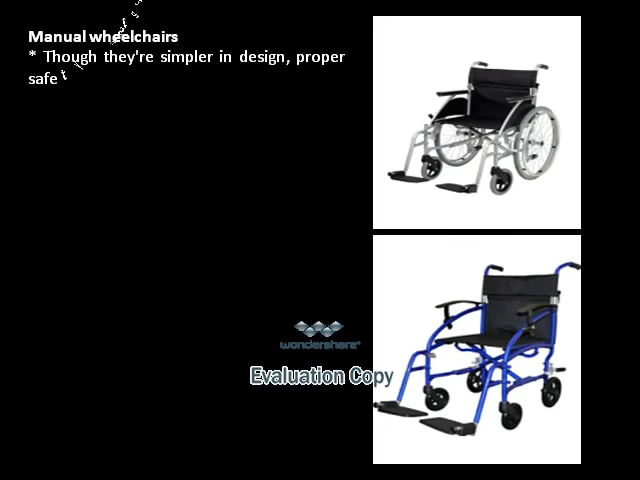 Manual wheelchairs
* Though they're simpler in design, proper
safe
wondershare
Evaluation Copy